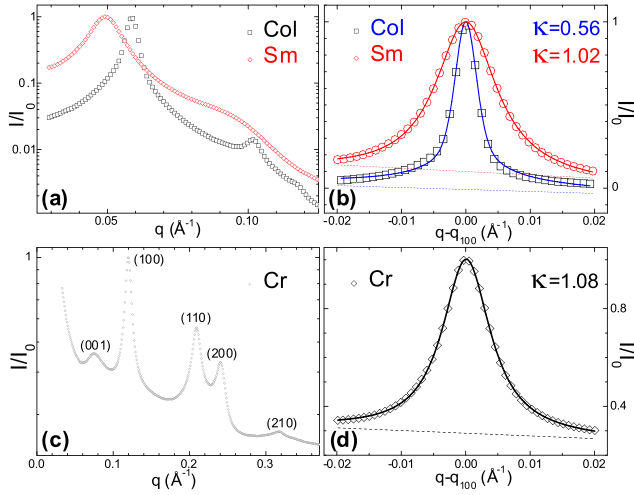 □ Col
◇ Sm
I/I₀
1
0.1
0.01
(a)
0.05
0.10
q (Å⁻¹)
□ Col κ=0.56
○ Sm κ=1.02
I/I₀
1
0
(b)
-0.02
-0.01
0.00
0.01
0.02
q-q₁₀₀ (Å⁻¹)
Cr
I/I₀
1
(001)
(100)
(110)
(200)
(210)
(c)
0.0
0.1
0.2
0.3
q (Å⁻¹)
◇ Cr κ=1.08
I/I₀
0.8
0.4
(d)
-0.02
-0.01
0.00
0.01
0.02
q-q₁₀₀ (Å⁻¹)